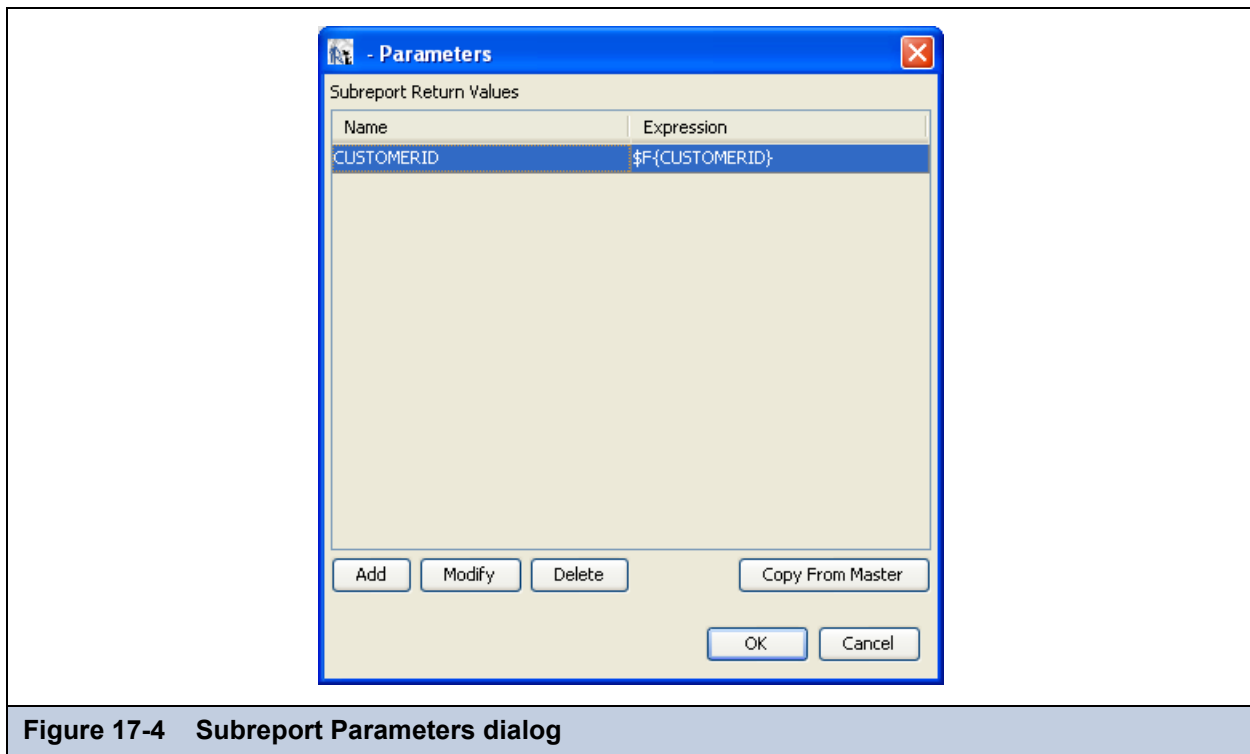 - Parameters
Subreport Return Values
Name Expression
CUSTOMERID $F{CUSTOMERID}
Add Modify Delete Copy From Master
OK Cancel
Figure 17-4 Subreport Parameters dialog